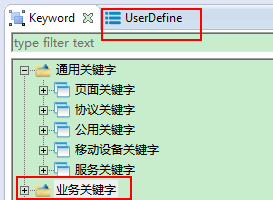 Keyword UserDefine
type filter text
通用关键字
页面关键字
协议关键字
公用关键字
移动设备关键字
服务关键字
业务关键字